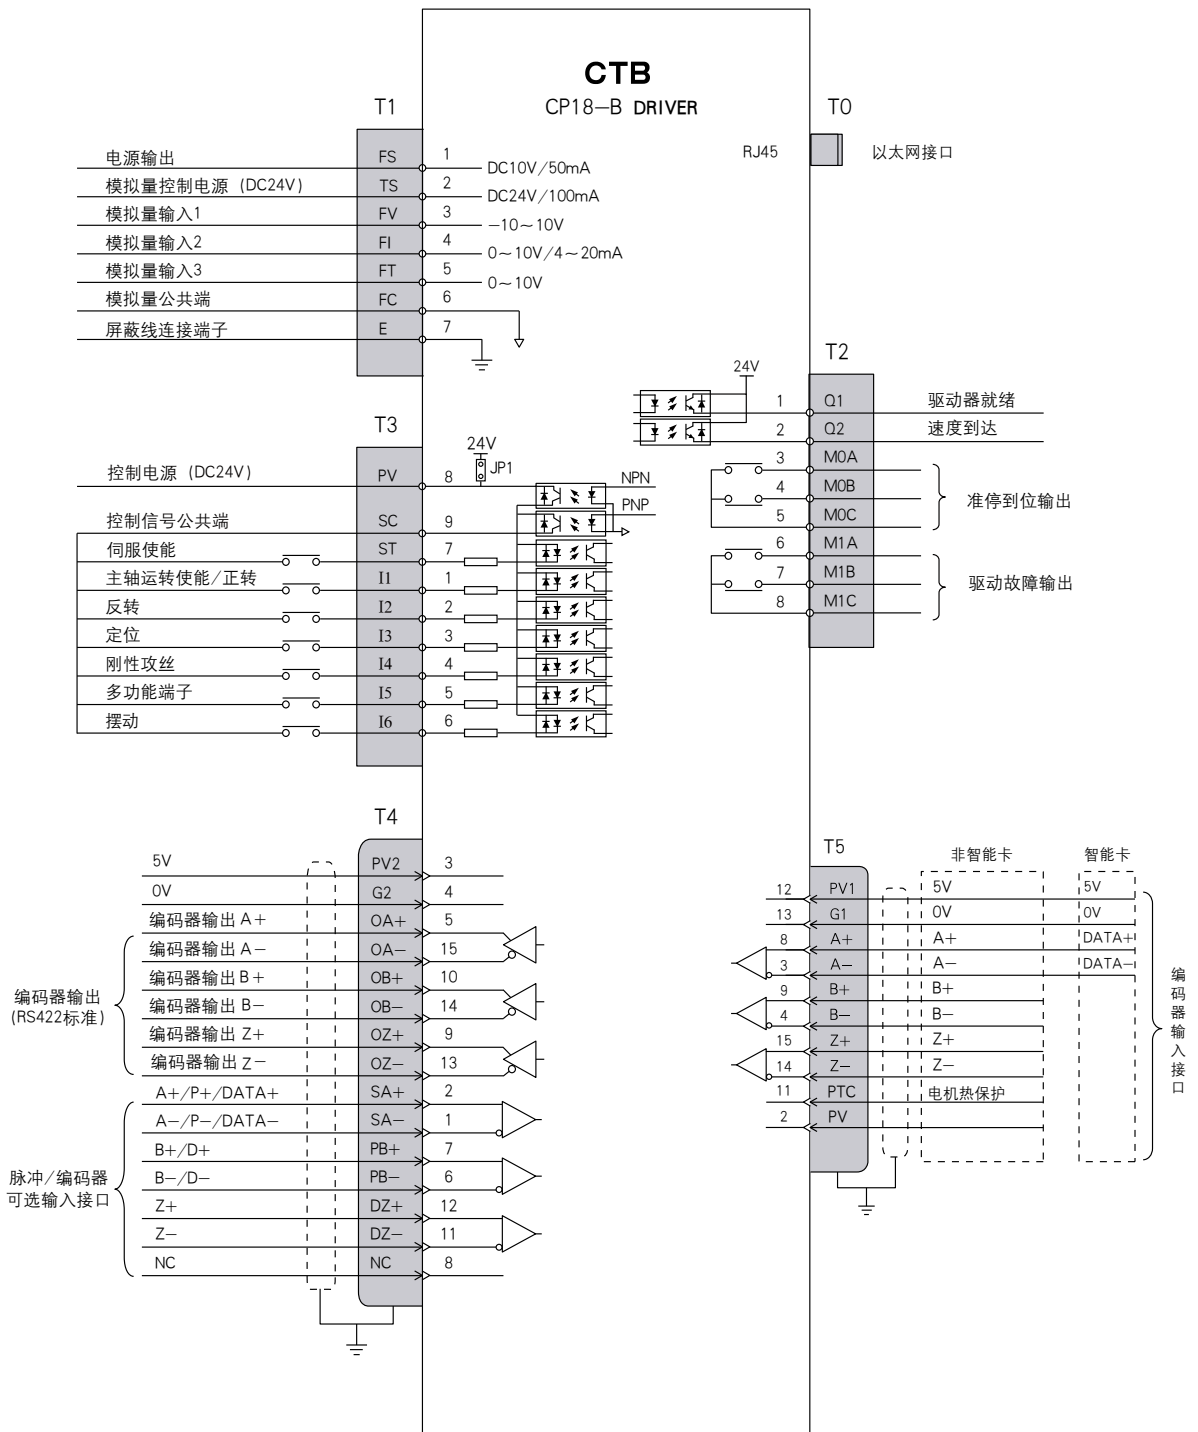 CTB
CP18-B DRIVER
T1
电源输出 FS 1 DC10V/50mA
模拟量控制电源 (DC24V) TS 2 DC24V/100mA
模拟量输入1 FV 3 -10~10V
模拟量输入2 FI 4 0~10V/4~20mA
模拟量输入3 FT 5 0~10V
模拟量公共端 FC 6
屏蔽线连接端子 E 7
T0
RJ45 以太网接口
T2
24V
1 Q1 驱动器就绪
2 Q2 速度到达
3 M0A
4 M0B
5 M0C
准停到位输出
6 M1A
7 M1B
8 M1C
驱动故障输出
T3
24V
JP1
控制电源 (DC24V) PV 8
NPN
PNP
控制信号公共端 SC 9
伺服使能 ST 7
主轴运转使能/正转 I1 1
反转 I2 2
定位 I3 3
刚性攻丝 I4 4
多功能端子 I5 5
摆动 I6 6
T4
5V PV2 3
0V G2 4
编码器输出 A+ OA+ 5
编码器输出 A- OA- 15
编码器输出 B+ OB+ 10
编码器输出 B- OB- 14
编码器输出 Z+ OZ+ 9
编码器输出 Z- OZ- 13
编码器输出
(RS422标准)
A+/P+/DATA+ SA+ 2
A-/P-/DATA- SA- 1
B+/D+ PB+ 7
B-/D- PB- 6
Z+ DZ+ 12
Z- DZ- 11
NC NC 8
脉冲/编码器
可选输入接口
T5
非智能卡 智能卡
12 PV1 5V 5V
13 G1 0V 0V
8 A+ A+ DATA+
3 A- A- DATA-
9 B+ B+
4 B- B-
15 Z+ Z+
14 Z- Z-
11 PTC 电机热保护
2 PV
编码器输入接口